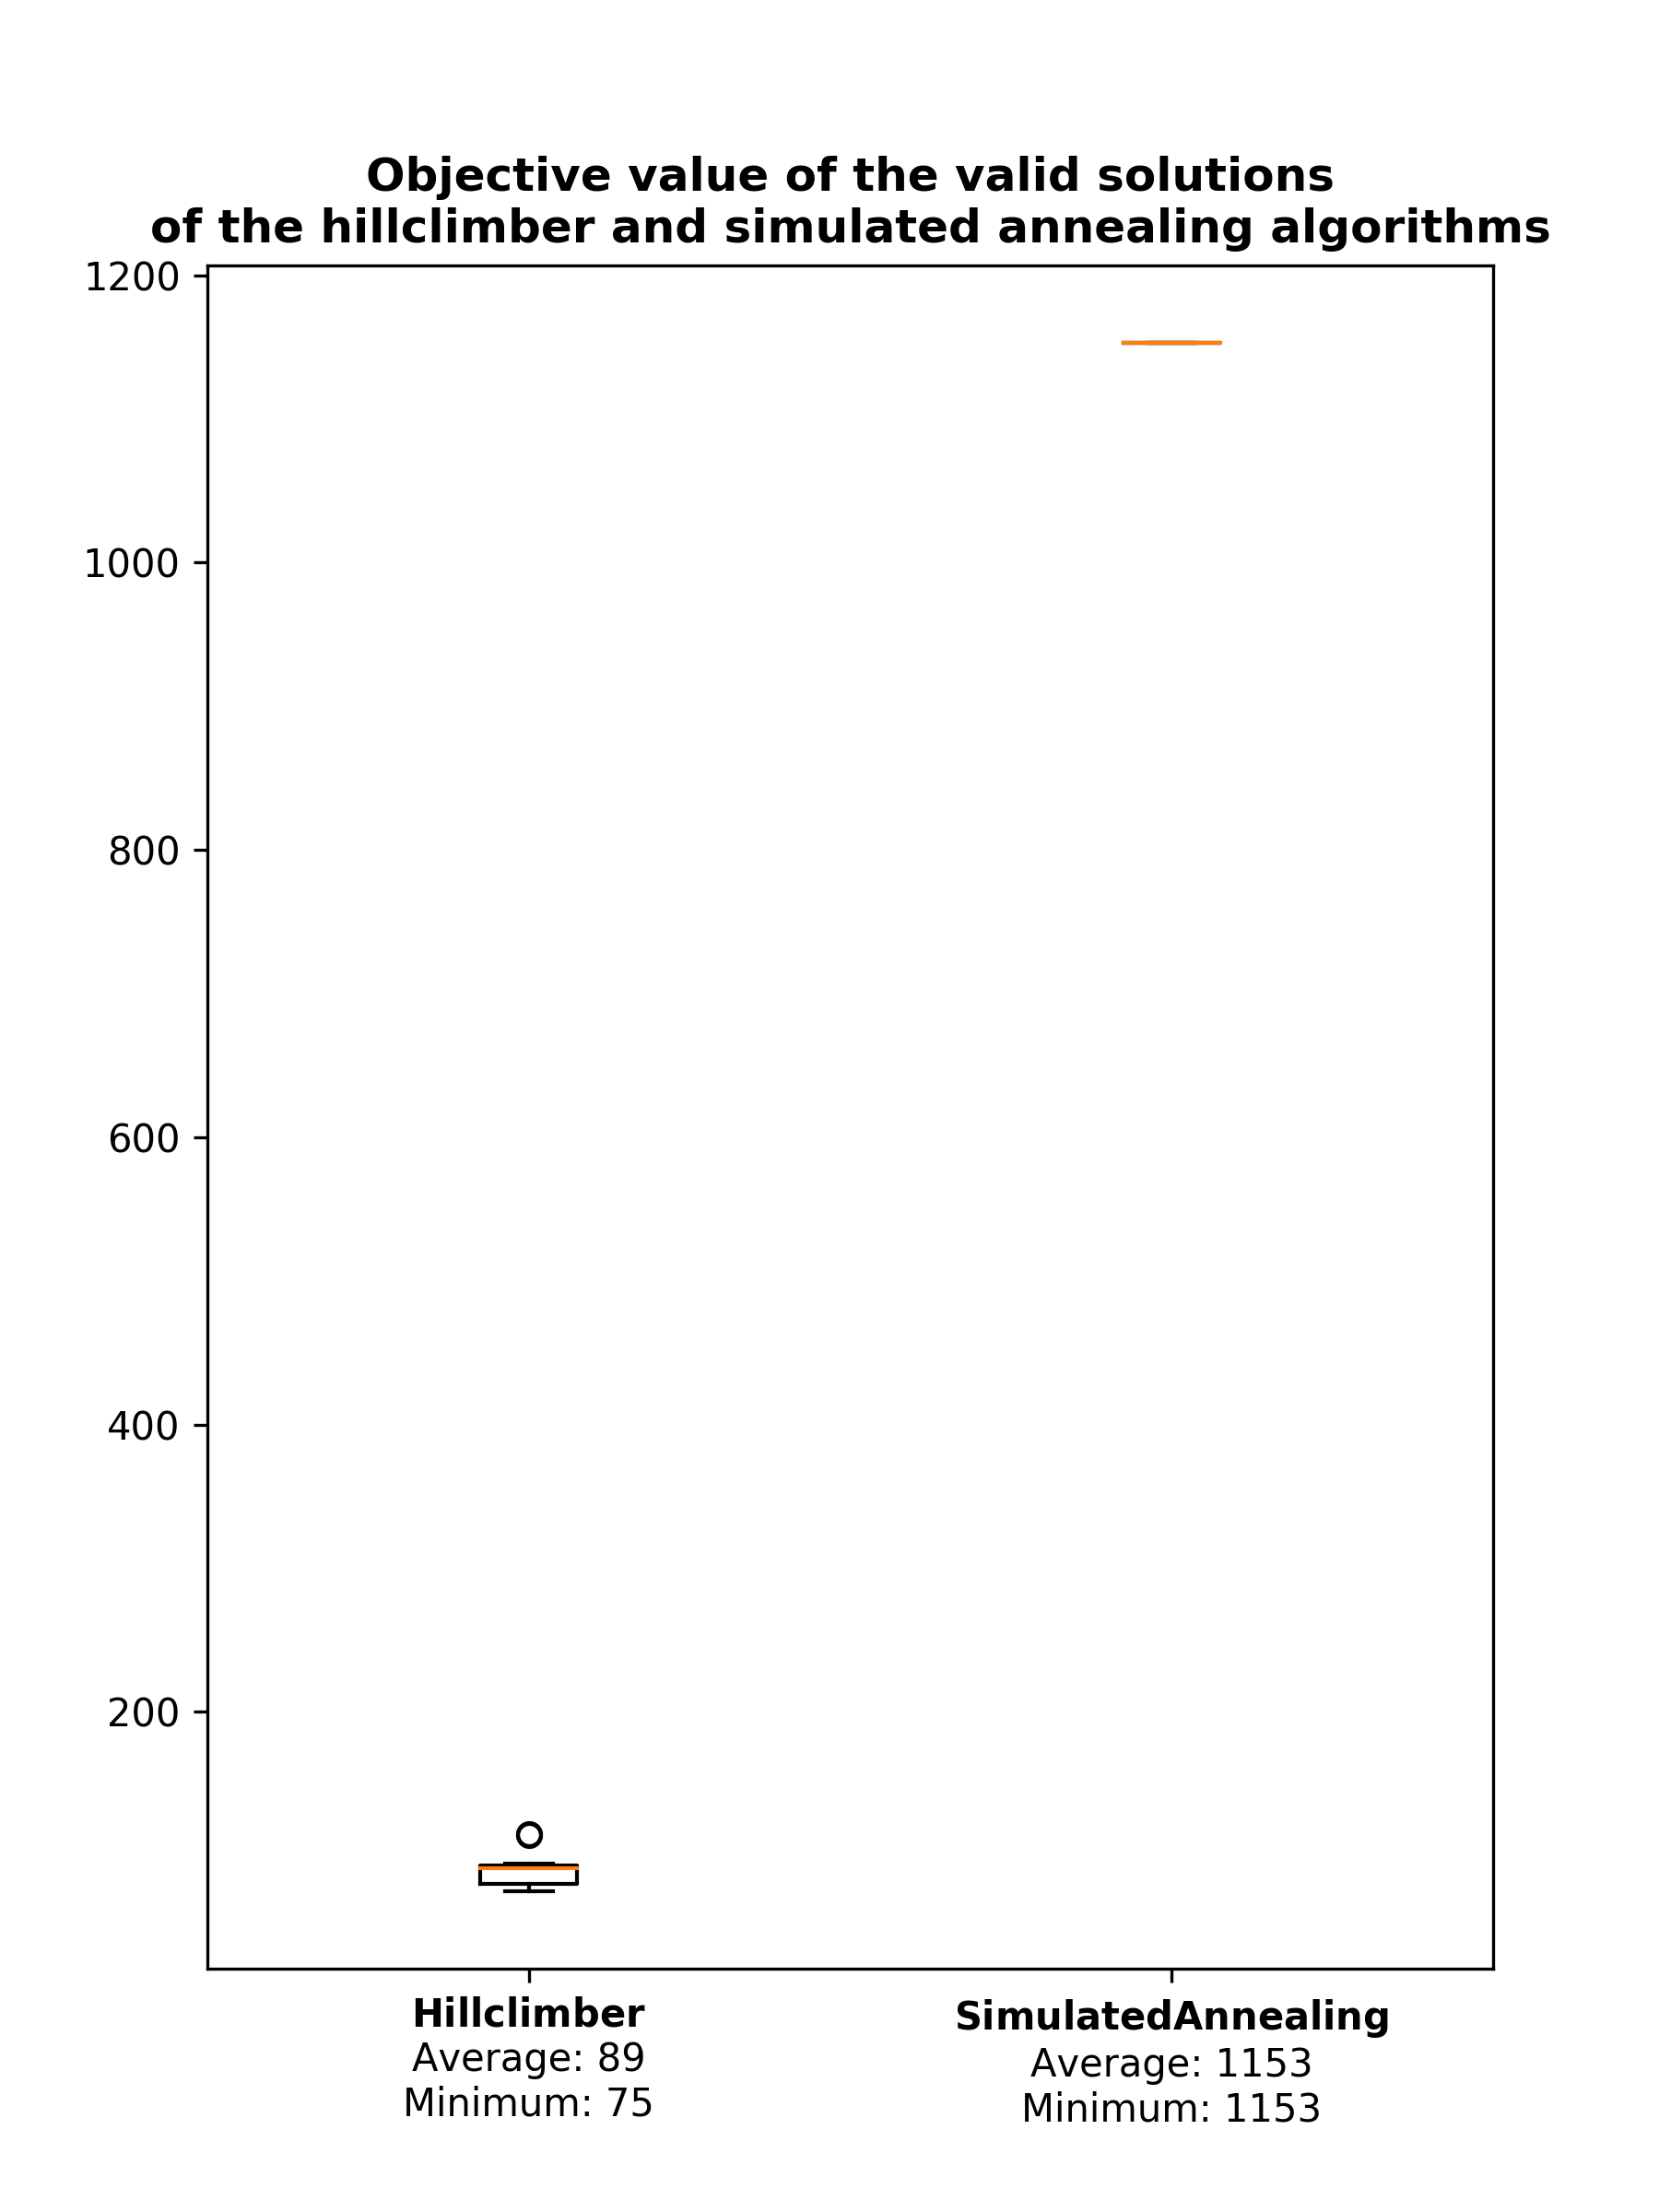 Objective value of the valid solutions
of the hillclimber and simulated annealing algorithms
1200
1000
800
600
400
200
Hillclimber
Average: 89
Minimum: 75
SimulatedAnnealing
Average: 1153
Minimum: 1153